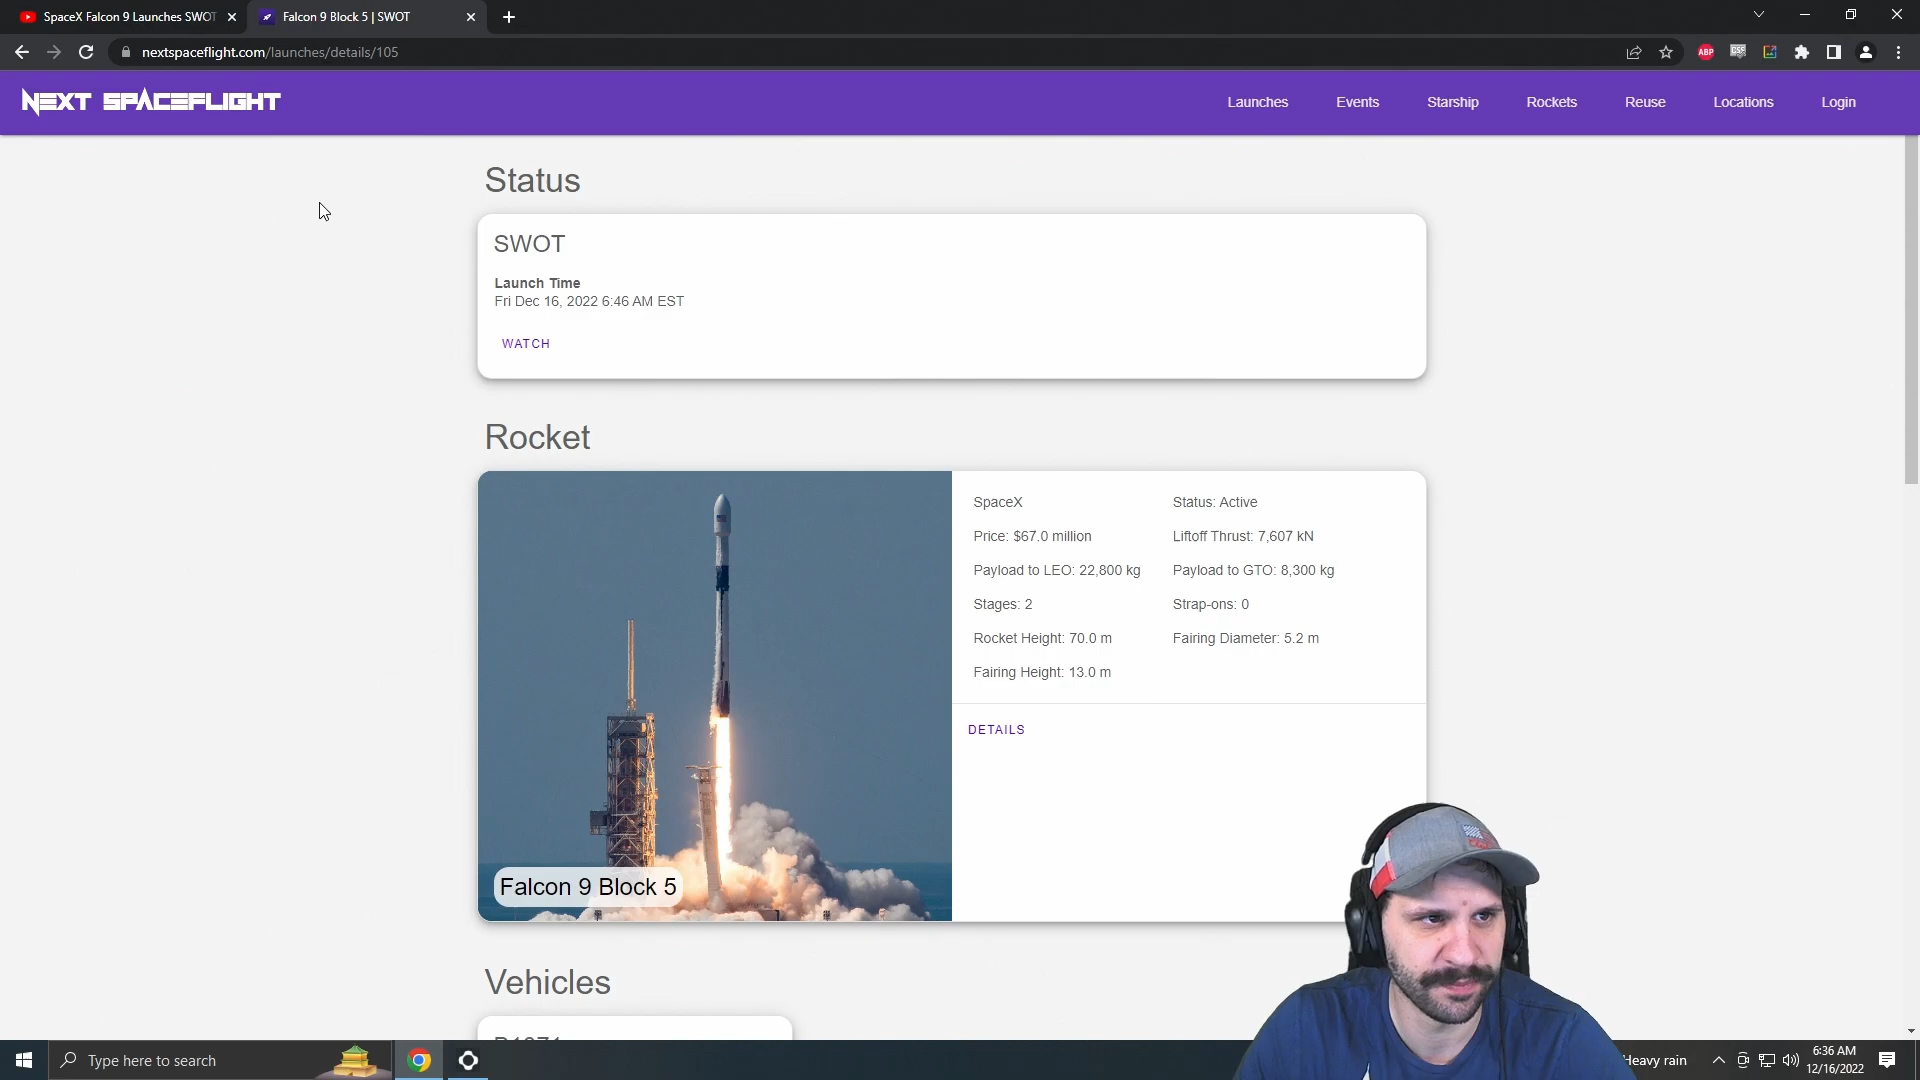 SpaceX Falcon 9 Launches SWOT
Falcon 9 Block 5 | SWOT
nextspaceflight.com/launches/details/105
ABP
NEXT SPACEFLIGHT
Launches
Events
Starship
Rockets
Reuse
Locations
Login
Status
SWOT
Launch Time
Fri Dec 16, 2022 6:46 AM EST
WATCH
Rocket
SpaceX
Status: Active
Price: $67.0 million
Liftoff Thrust: 7,607 kN
Payload to LEO: 22,800 kg
Payload to GTO: 8,300 kg
Stages: 2
Strap-ons: 0
Rocket Height: 70.0 m
Fairing Diameter: 5.2 m
Fairing Height: 13.0 m
DETAILS
Falcon 9 Block 5
Vehicles
Type here to search
Heavy rain
6:36 AM
12/16/2022